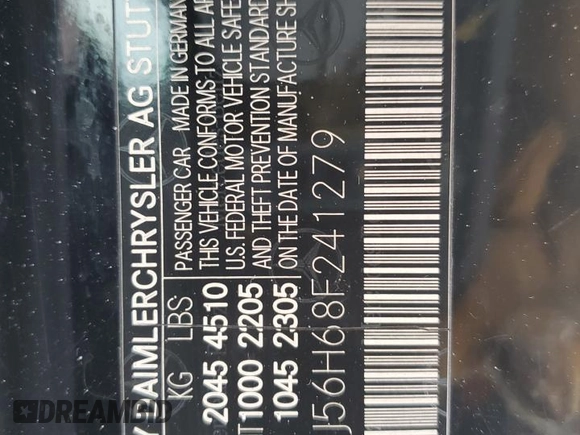 Y DAIMLERCHRYSLER AG STUT
KG LBS PASSENGER CAR MADE IN GERMAN
2045 4510 THIS VEHICLE CONFORMS TO ALL AP
U.S. FEDERAL MOTOR VEHICLE SAFE
T 1000 2205 AND THEFT PREVENTION STANDARD
1045 2305 ON THE DATE OF MANUFACTURE SH
J56H68F241279
DREAMBID